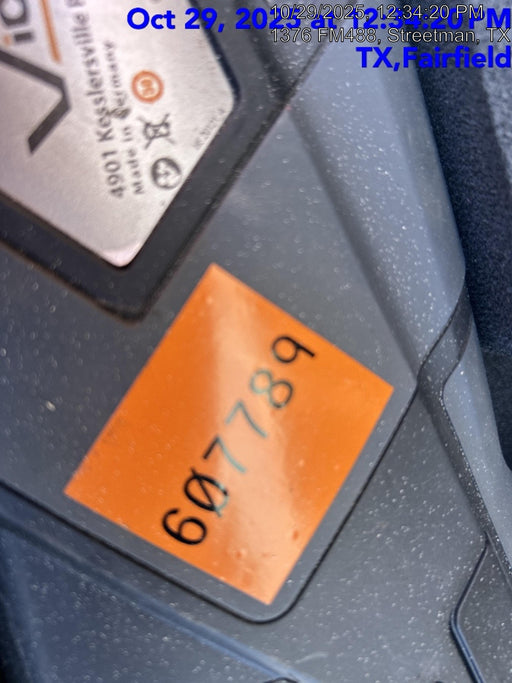 Oct 29, 2025 at 12:34:20 PM
10/29/2025, 12:34:20 PM
1376 FM488, Streetman, TX
TX,Fairfield
4901 Keslersville
Made in Germany
607789